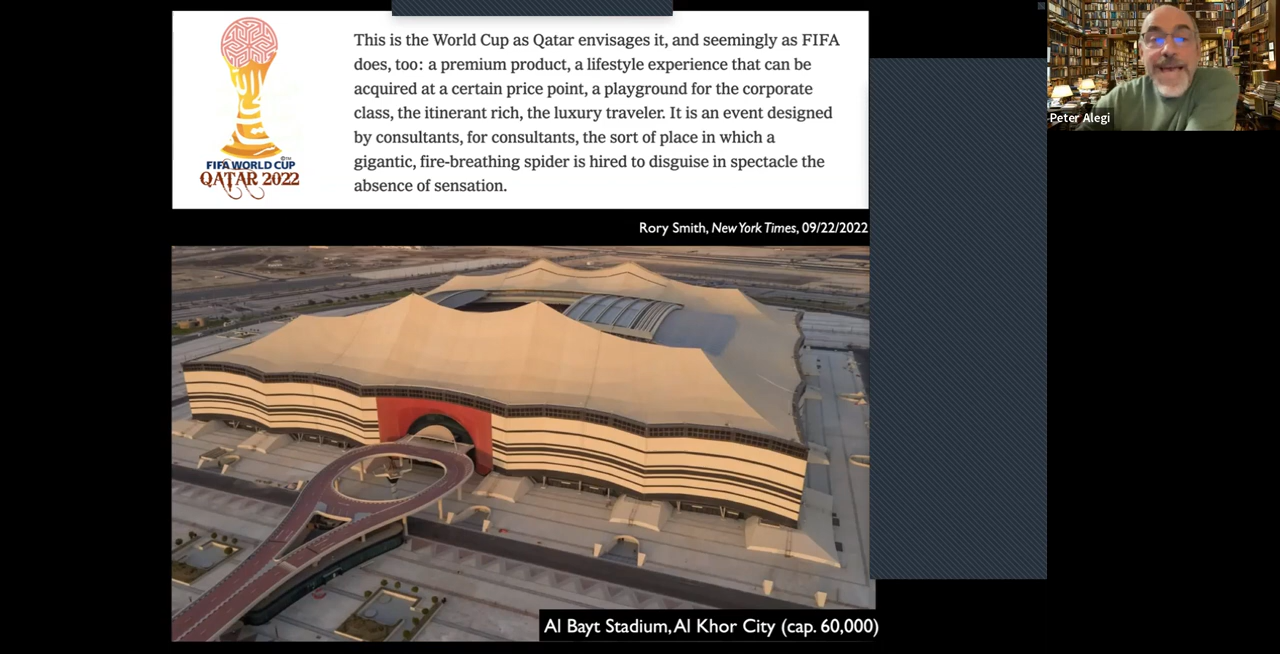 This is the World Cup as Qatar envisages it, and seemingly as FIFA
does, too: a premium product, a lifestyle experience that can be
acquired at a certain price point, a playground for the corporate
class, the itinerant rich, the luxury traveler. It is an event designed
by consultants, for consultants, the sort of place in which a
gigantic, fire-breathing spider is hired to disguise in spectacle the
absence of sensation.
FIFA WORLD CUP
QATAR 2022
Rory Smith, New York Times, 09/22/2022
Al Bayt Stadium, Al Khor City (cap. 60,000)
Peter Alegi